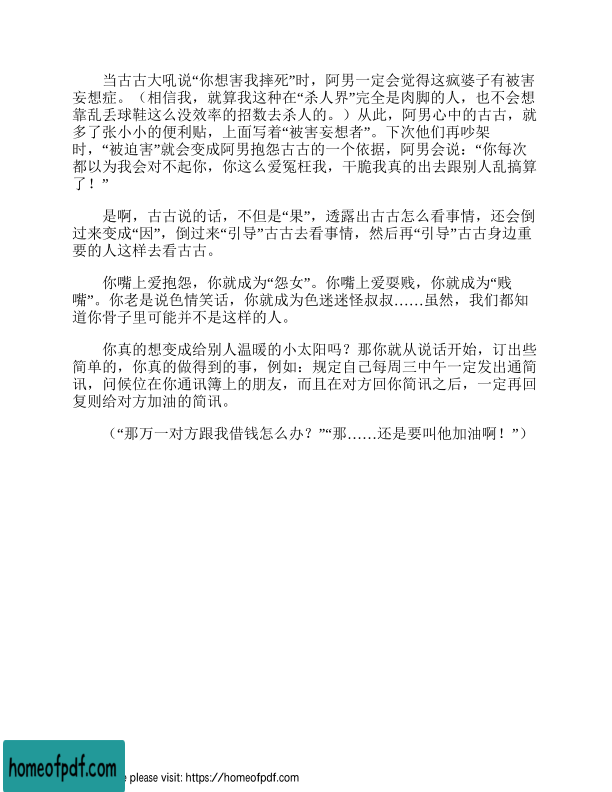 当古古大吼说“你想害我摔死”时，阿男一定会觉得这疯婆子有被害
妄想症。（相信我，就算我这种在“杀人界”完全是肉脚的人，也不会想
靠乱丢球鞋这么没效率的招数去杀人的。）从此，阿男心中的古古，就
多了张小小的便利贴，上面写着“被害妄想者”。下次他们再吵架
时，“被迫害”就会变成阿男抱怨古古的一个依据，阿男会说：“你每次
都以为我会对不起你，你这么爱冤枉我，干脆我真的出去跟别人乱搞算
了！”
是啊，古古说的话，不但是“果”，透露出古古怎么看事情，还会倒
过来变成“因”，倒过来“引导”古古去看事情，然后再“引导”古古身边重
要的人这样去看古古。
你嘴上爱抱怨，你就成为“怨女”。你嘴上爱耍贱，你就成为“贱
嘴”。你老是说色情笑话，你就成为色迷迷怪叔叔……虽然，我们都知
道你骨子里可能并不是这样的人。
你真的想变成给别人温暖的小太阳吗？那你就从说话开始，订出些
简单的，你真的做得到的事，例如：规定自己每周三中午一定发出通简
讯，问候位在你通讯簿上的朋友，而且在对方回你简讯之后，一定再回
复则给对方加油的简讯。
（“那万一对方跟我借钱怎么办？”“那……还是要叫他加油啊！”）
homeofpdf.com
please visit: https://homeofpdf.com